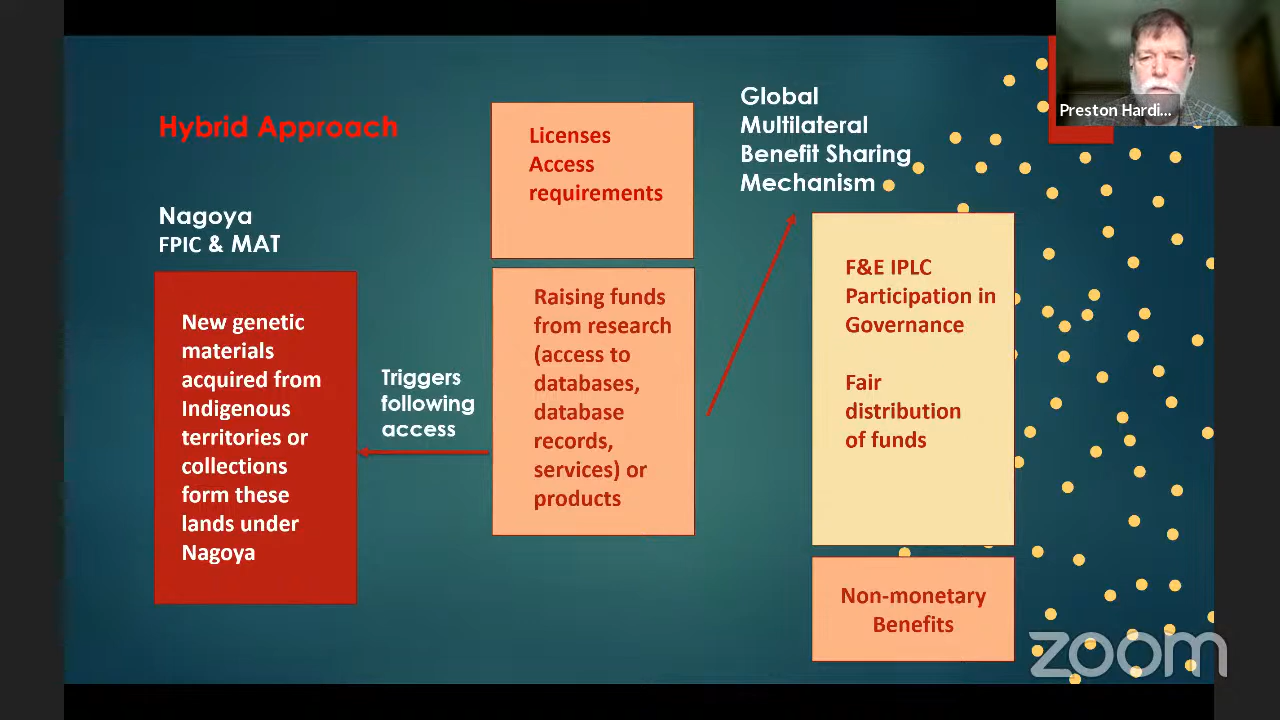 Hybrid Approach
Nagoya
FPIC & MAT
New genetic
materials
acquired from
Indigenous
territories or
collections
form these
lands under
Nagoya
Triggers
following
access
Licenses
Access
requirements
Raising funds
from research
(access to
databases,
database
records,
services) or
products
Global
Multilateral
Benefit Sharing
Mechanism
F&E IPLC
Participation in
Governance
Fair
distribution
of funds
Non-monetary
Benefits
Preston Hardi...
zoom